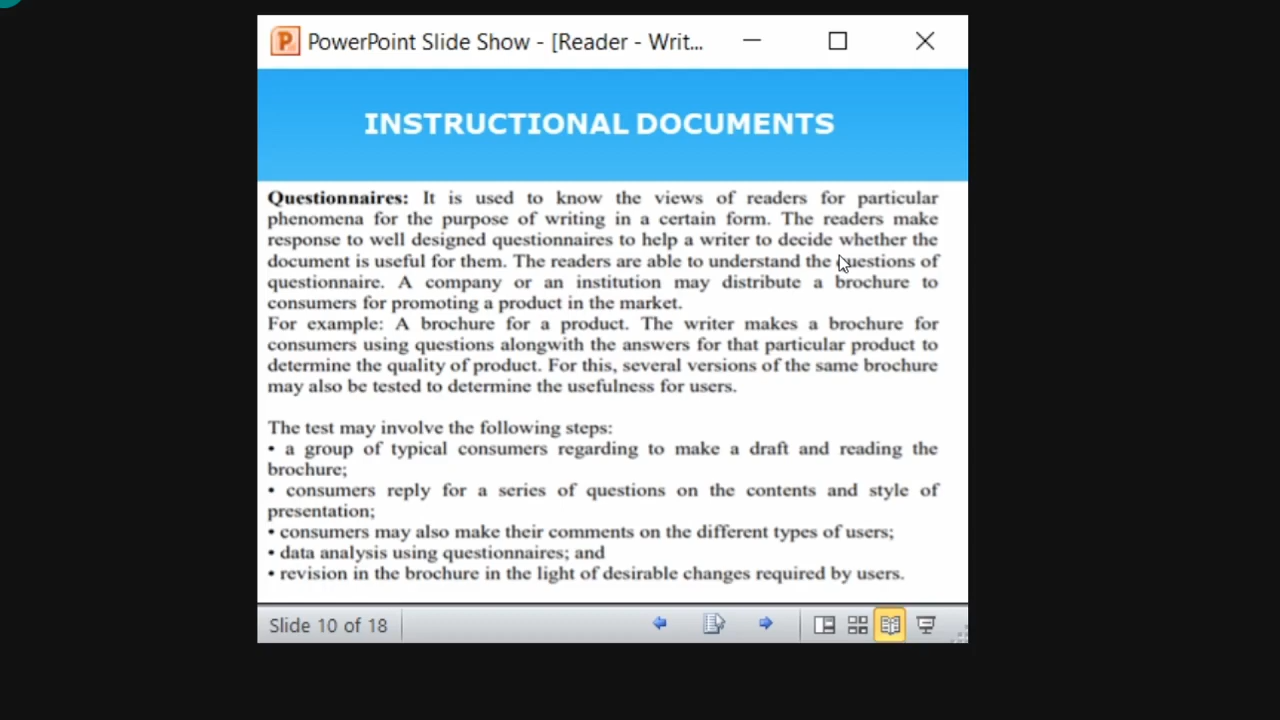 PowerPoint Slide Show - [Reader - Writ...
INSTRUCTIONAL DOCUMENTS
Questionnaires: It is used to know the views of readers for particular
phenomena for the purpose of writing in a certain form. The readers make
response to well designed questionnaires to help a writer to decide whether the
document is useful for them. The readers are able to understand the questions of
questionnaire. A company or an institution may distribute a brochure to
consumers for promoting a product in the market.
For example: A brochure for a product. The writer makes a brochure for
consumers using questions alongwith the answers for that particular product to
determine the quality of product. For this, several versions of the same brochure
may also be tested to determine the usefulness for users.
The test may involve the following steps:
• a group of typical consumers regarding to make a draft and reading the
brochure;
• consumers reply for a series of questions on the contents and style of
presentation;
• consumers may also make their comments on the different types of users;
• data analysis using questionnaires; and
• revision in the brochure in the light of desirable changes required by users.
Slide 10 of 18